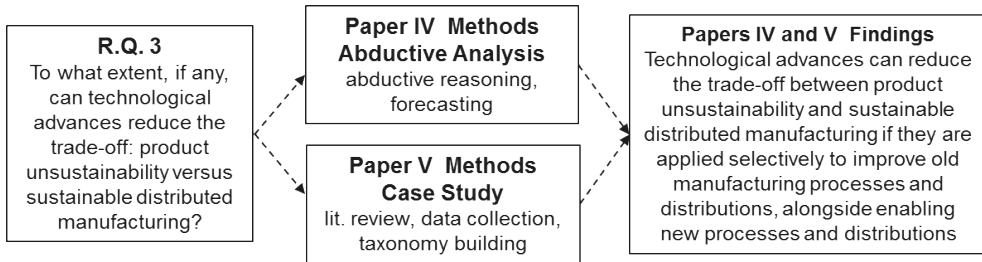 R.Q. 3
To what extent, if any,
can technological
advances reduce the
trade-off: product
unsustainability versus
sustainable distributed
manufacturing?
Paper IV Methods
Abductive Analysis
abductive reasoning,
forecasting
Paper V Methods
Case Study
lit. review, data collection,
taxonomy building
Papers IV and V Findings
Technological advances can reduce
the trade-off between product
unsustainability and sustainable
distributed manufacturing if they are
applied selectively to improve old
manufacturing processes and
distributions, alongside enabling
new processes and distributions